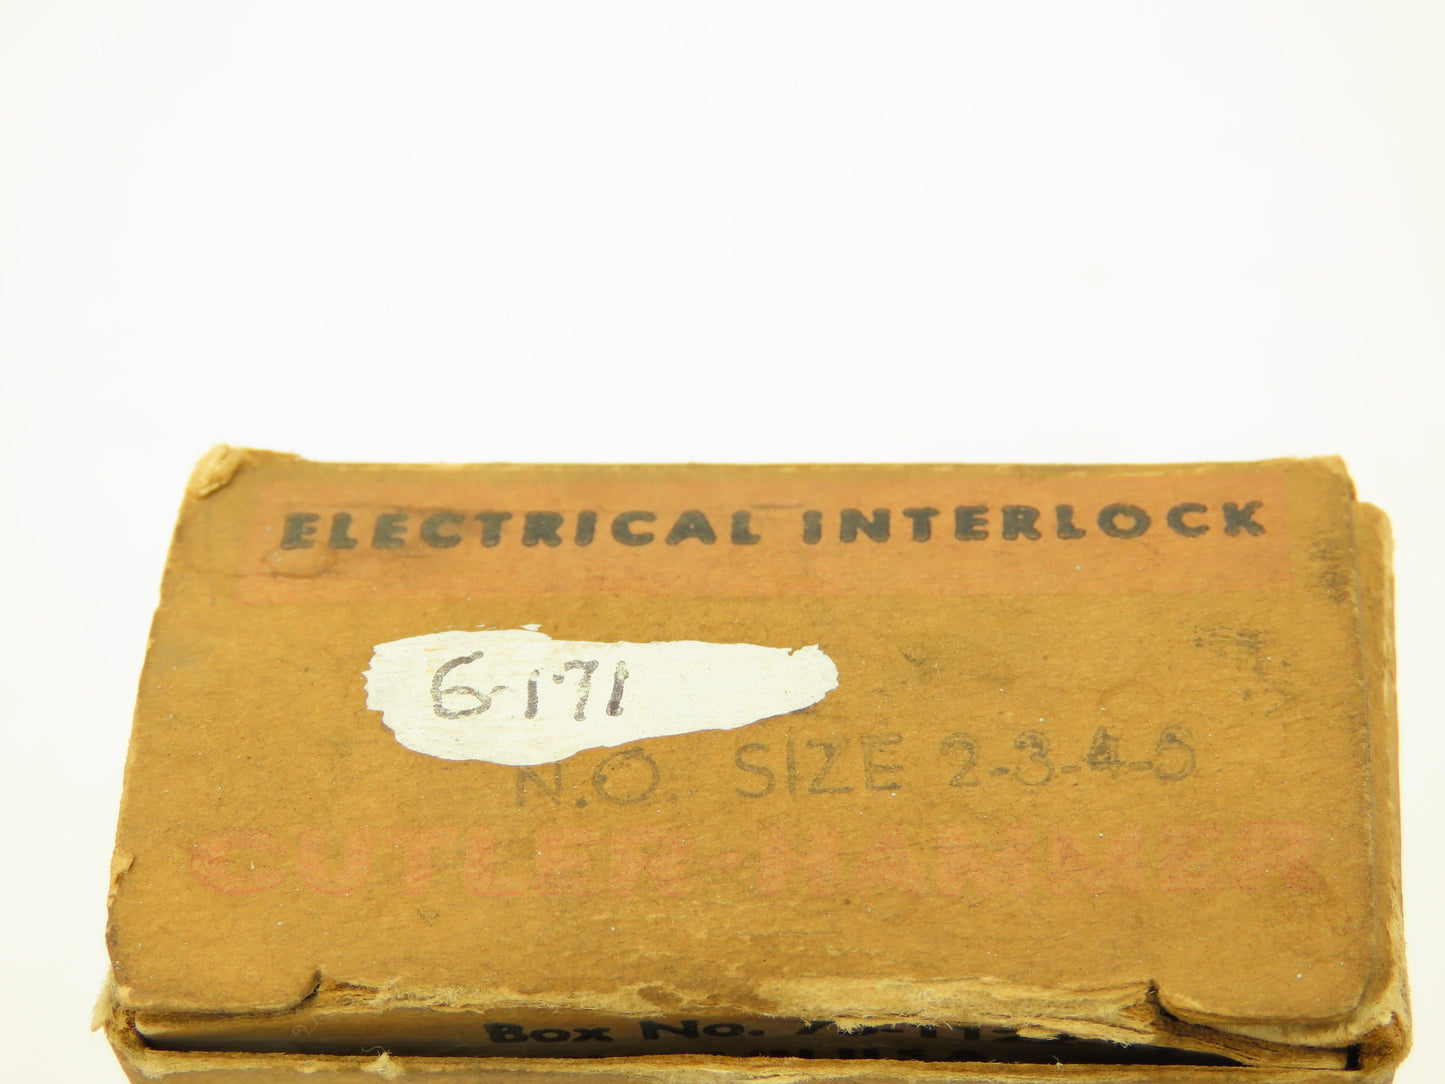 ELECTRICAL INTERLOCK
6-171
N.O. SIZE 2-3-4-5
CUTLER-HAMMER
Box No.